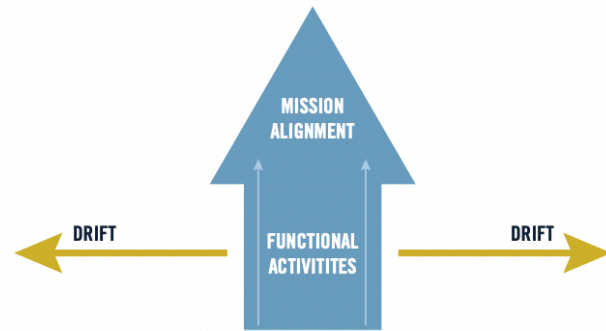 MISSION
ALIGNMENT
DRIFT
DRIFT
FUNCTIONAL
ACTIVITITES